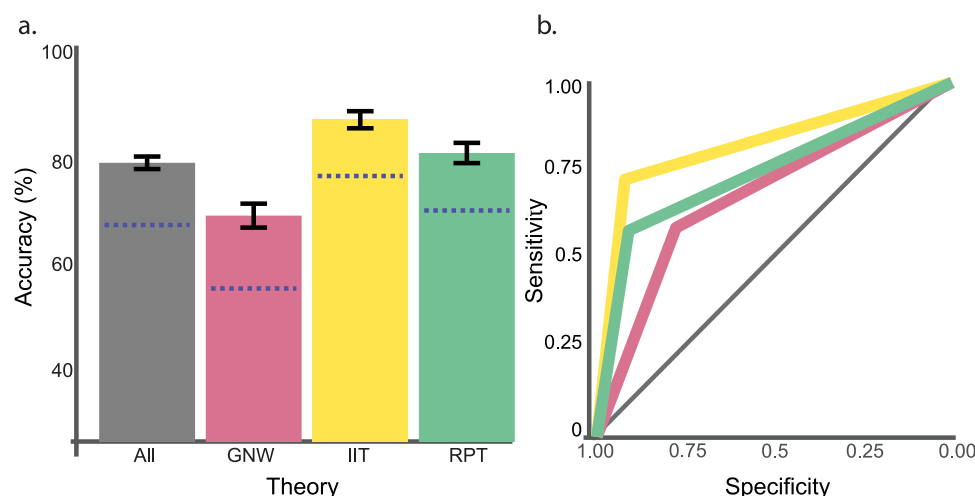 a.
100
80
60
40
Accuracy (%)
All GNW IIT RPT
Theory
b.
1.00
0.75
0.5
0.25
0
Sensitivity
1.00 0.75 0.5 0.25 0.00
Specificity